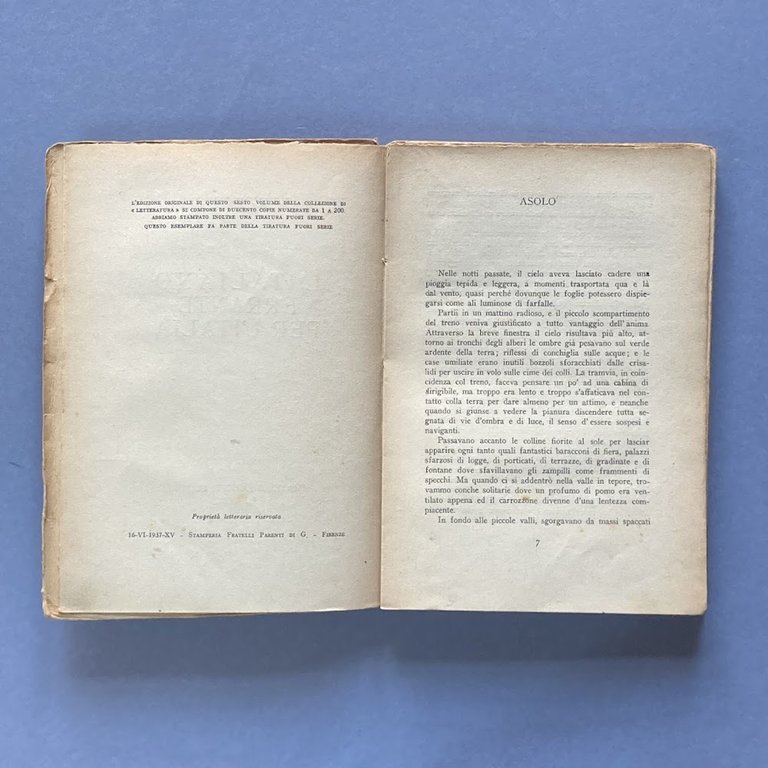 L'EDIZIONE ORIGINALE DI QUESTO SESTO VOLUME DELLA COLLEZIONE DI
« LETTERATURA » SI COMPONE DI DUECENTO COPIE NUMERATE DA 1 A 200.
ABBIAMO STAMPATO INOLTRE UNA TIRATURA FUORI SERIE.
QUESTO ESEMPLARE FA PARTE DELLA TIRATURA FUORI SERIE
Proprietà letteraria riservata
16-VI-1937-XV - STAMPERIA FRATELLI PARENTI DI G. - FIRENZE
ASOLO
Nelle notti passate, il cielo aveva lasciato cadere una
pioggia tepida e leggera, a momenti trasportata qua e là
dal vento, quasi perché dovunque le foglie potessero dispie-
garsi come ali luminose di farfalle.
Partii in un mattino radioso, e il piccolo scompartimento
del treno veniva giustificato a tutto vantaggio dell'anima
Attraverso la breve finestra il cielo risultava più alto, at-
torno ai tronchi degli alberi le ombre già pesavano sul verde
ardente della terra; riflessi di conchiglia sulle acque; e le
case umiliate erano inutili bozzoli sforacchiati dalle crisa-
lidi per uscire in volo sulle cime dei colli. La tramvia, in coin-
cidenza col treno, faceva pensare un po' ad una cabina di
dirigibile, ma troppo era lento e troppo s'affaticava nel con-
tatto colla terra per dare almeno per un attimo, e neanche
quando si giunse a vedere la pianura discendere tutta se-
gnata di vie d'ombra e di luce, il senso d'essere sospesi e
naviganti.
Passavano accanto le colline fiorite al sole per lasciar
apparire ogni tanto quali fantastici baracconi di fiera, palazzi
sfarzosi di logge, di porticati, di terrazze, di gradinate e di
fontane dove sfavillavano gli zampilli come frammenti di
specchi. Ma quando ci si addentrò nella valle in tepore, tro-
vammo conche solitarie dove un profumo di pomo era ven-
tilato appena ed il carrozzone divenne d'una lentezza com-
piacente.
In fondo alle piccole valli, sgorgavano da massi spaccati
7